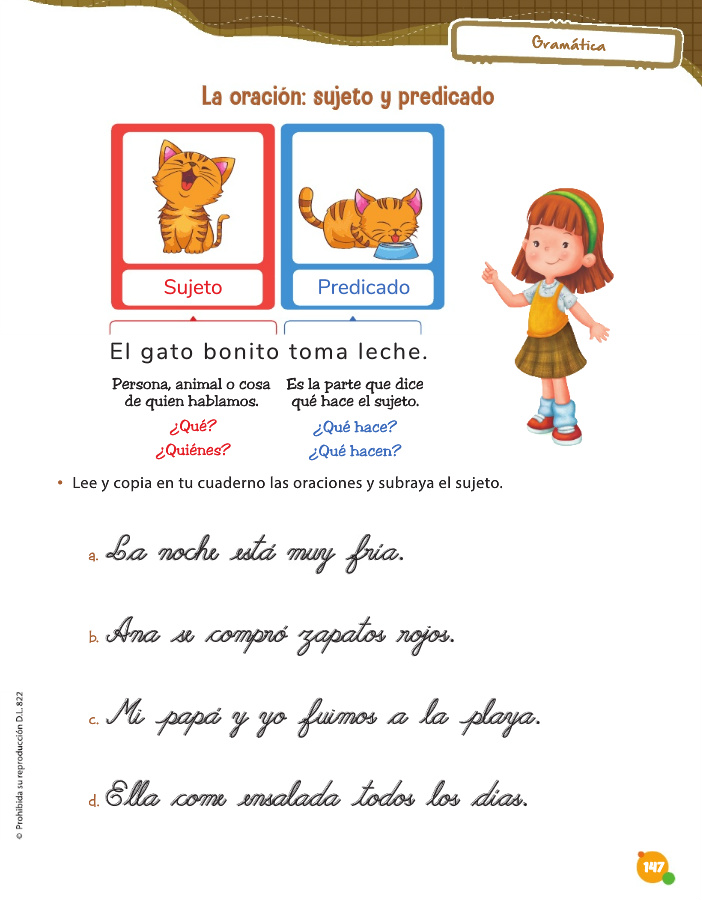 Gramática
La oración: sujeto y predicado
Sujeto
Predicado
El gato bonito toma leche.
Persona, animal o cosa
de quien hablamos.
¿Qué?
¿Quiénes?
Es la parte que dice
qué hace el sujeto.
¿Qué hace?
¿Qué hacen?
• Lee y copia en tu cuaderno las oraciones y subraya el sujeto.
a. La noche está muy fría.
b. Ana se compró zapatos rojos.
c. Mi papá y yo fuimos a la playa.
d. Ella come ensalada todos los días.
© Prohibida su reproducción D.L. 822
147